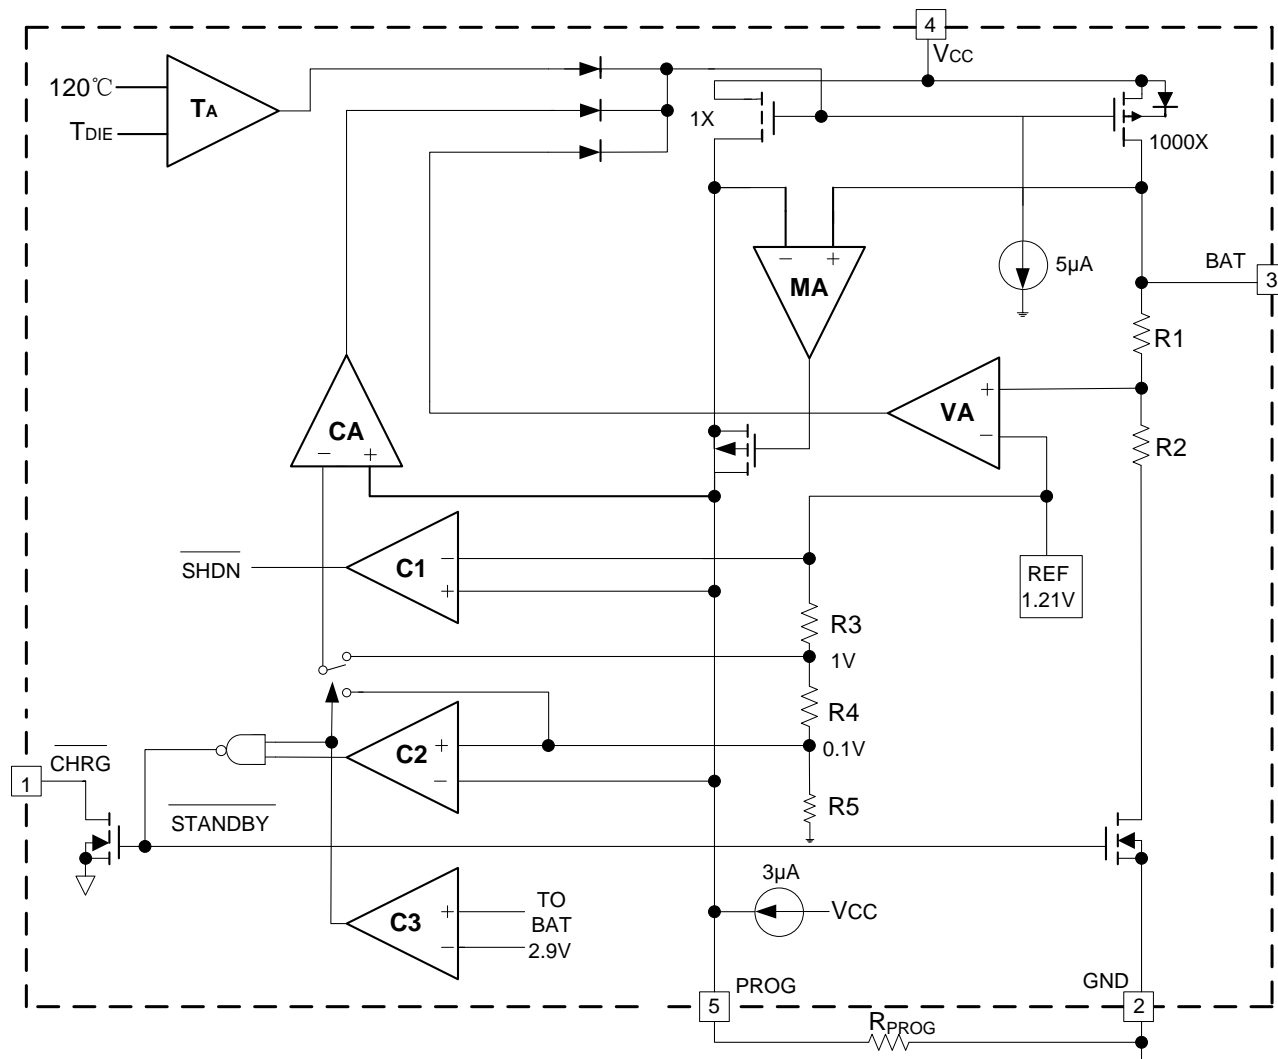 4
VCC
120℃
TA
TDIE
1X
1000X
− +
MA
5μA
BAT
3
R1
+
VA
−
R2
CA
− +
SHDN
C1
−
+
REF
1.21V
R3
1V
R4
0.1V
C2
+
−
R5
CHRG
1
STANDBY
C3
+
−
TO
BAT
2.9V
3μA
VCC
PROG
5
GND
2
RPROG